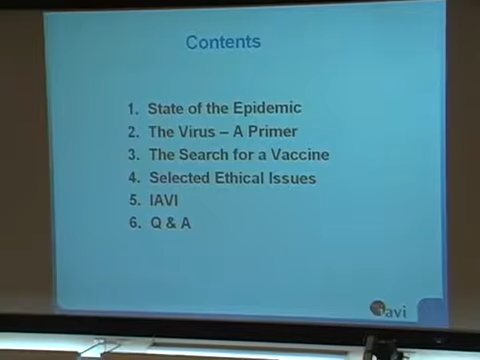 Contents
1. State of the Epidemic
2. The Virus – A Primer
3. The Search for a Vaccine
4. Selected Ethical Issues
5. IAVI
6. Q & A
iavi